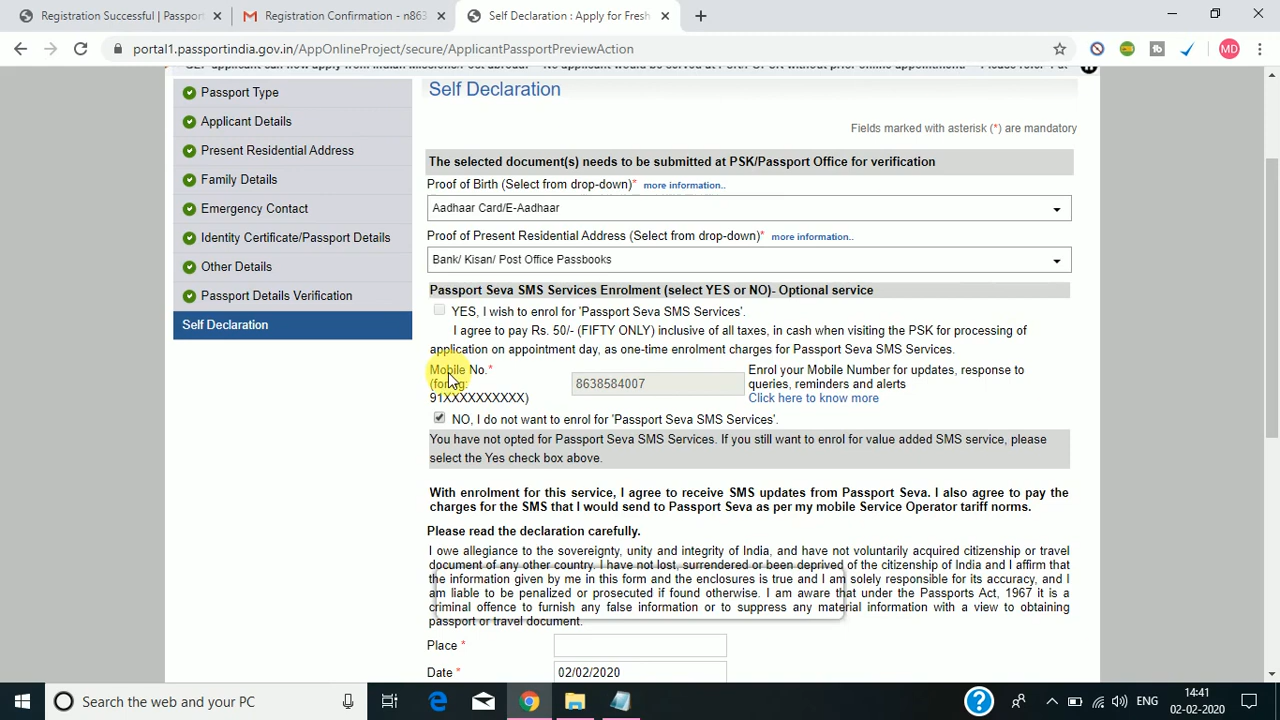 Registration Successful | Passport
Registration Confirmation - n863
Self Declaration : Apply for Fresh
portal1.passportindia.gov.in/AppOnlineProject/secure/ApplicantPassportPreviewAction
MD
Passport Type
Applicant Details
Present Residential Address
Family Details
Emergency Contact
Identity Certificate/Passport Details
Other Details
Passport Details Verification
Self Declaration
Self Declaration
Fields marked with asterisk (*) are mandatory
The selected document(s) needs to be submitted at PSK/Passport Office for verification
Proof of Birth (Select from drop-down)* more information..
Aadhaar Card/E-Aadhaar
Proof of Present Residential Address (Select from drop-down)* more information..
Bank/ Kisan/ Post Office Passbooks
Passport Seva SMS Services Enrolment (select YES or NO)- Optional service
YES, I wish to enrol for 'Passport Seva SMS Services'.
I agree to pay Rs. 50/- (FIFTY ONLY) inclusive of all taxes, in cash when visiting the PSK for processing of
application on appointment day, as one-time enrolment charges for Passport Seva SMS Services.
Mobile No.*
(for eg:
91XXXXXXXXXX)
8638584007
Enrol your Mobile Number for updates, response to
queries, reminders and alerts
Click here to know more
NO, I do not want to enrol for 'Passport Seva SMS Services'.
You have not opted for Passport Seva SMS Services. If you still want to enrol for value added SMS service, please
select the Yes check box above.
With enrolment for this service, I agree to receive SMS updates from Passport Seva. I also agree to pay the
charges for the SMS that I would send to Passport Seva as per my mobile Service Operator tariff norms.
Please read the declaration carefully.
I owe allegiance to the sovereignty, unity and integrity of India, and have not voluntarily acquired citizenship or travel
document of any other country. I have not lost, surrendered or been deprived of the citizenship of India and I affirm that
the information given by me in this form and the enclosures is true and I am solely responsible for its accuracy, and I
am liable to be penalized or prosecuted if found otherwise. I am aware that under the Passports Act, 1967 it is a
criminal offence to furnish any false information or to suppress any material information with a view to obtaining
passport or travel document.
Place *
Date * 02/02/2020
Search the web and your PC
ENG
14:41
02-02-2020